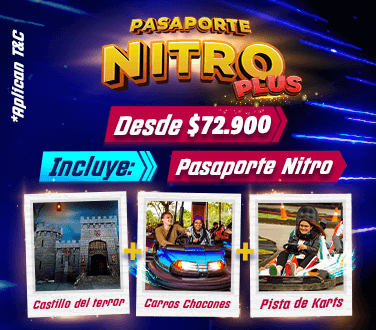 PASAPORTE
NITRO
PLUS
*Aplican T&C
Desde $72.900
Incluye:
Pasaporte Nitro
Castillo del terror + Carros Chocones + Pista de Karts